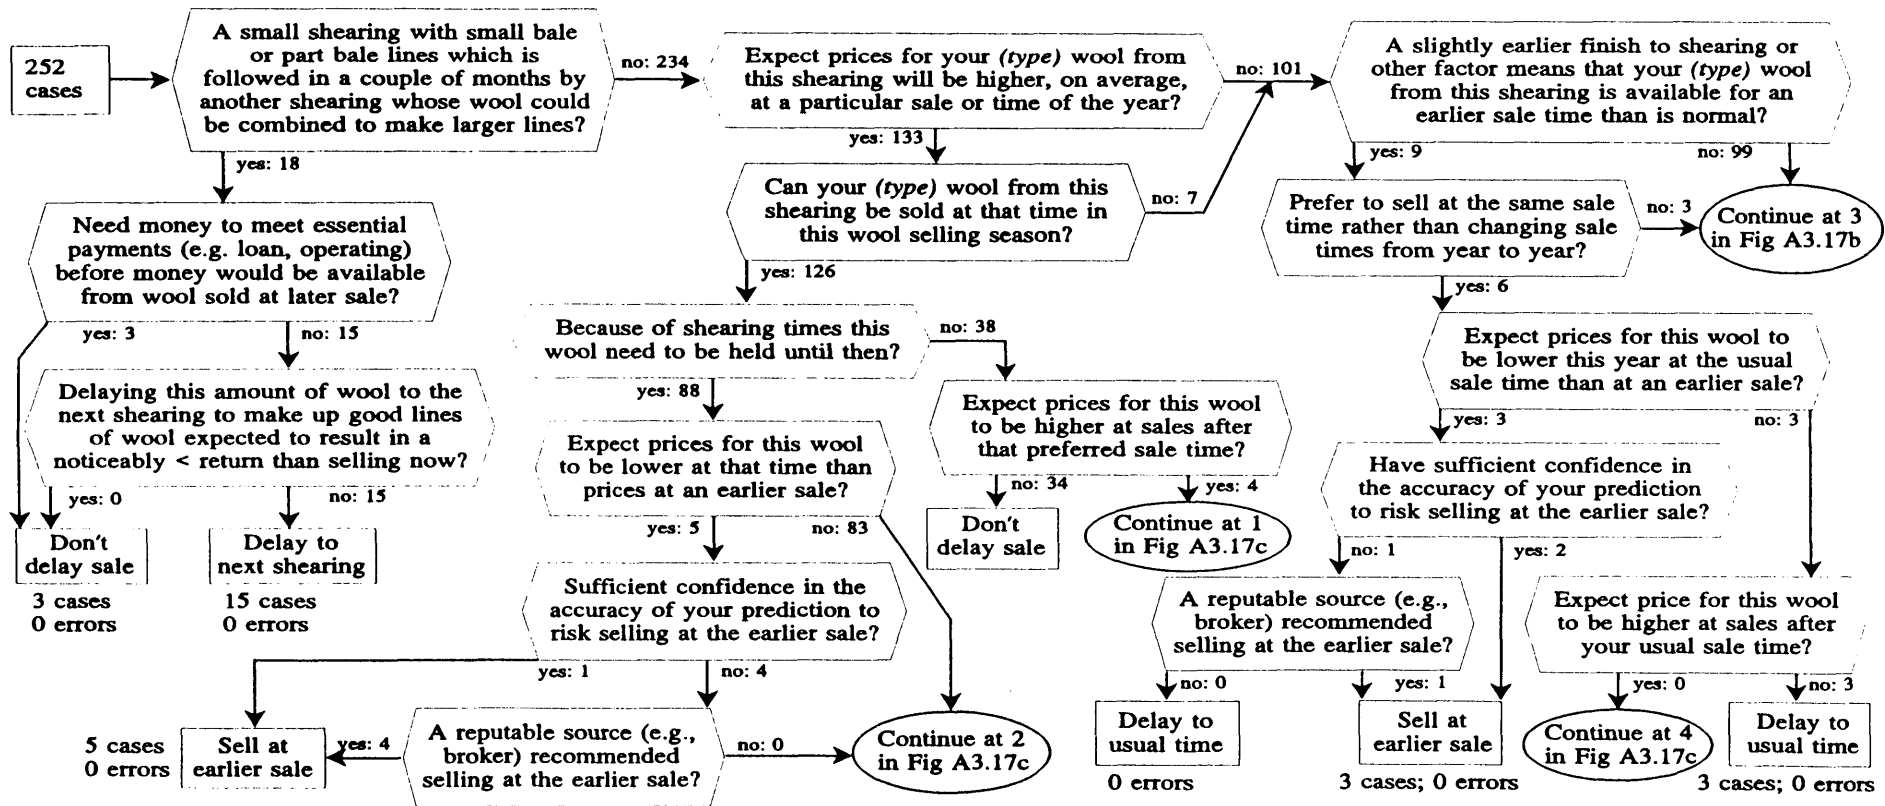 252
cases
A small shearing with small bale
or part bale lines which is
followed in a couple of months by
another shearing whose wool could
be combined to make larger lines?
no: 234
yes: 18
Expect prices for your (type) wool from
this shearing will be higher, on average,
at a particular sale or time of the year?
no: 101
yes: 133
A slightly earlier finish to shearing or
other factor means that your (type) wool
from this shearing is available for an
earlier sale time than is normal?
yes: 9
no: 99
Can your (type) wool from this
shearing be sold at that time in
this wool selling season?
no: 7
yes: 126
Prefer to sell at the same sale
time rather than changing sale
times from year to year?
no: 3
yes: 6
Continue at 3
in Fig A3.17b
Need money to meet essential
payments (e.g. loan, operating)
before money would be available
from wool sold at later sale?
yes: 3
no: 15
Because of shearing times this
wool need to be held until then?
no: 38
yes: 88
Expect prices for this wool to
be lower this year at the usual
sale time than at an earlier sale?
yes: 3
no: 3
Delaying this amount of wool to the
next shearing to make up good lines
of wool expected to result in a
noticeably < return than selling now?
yes: 0
no: 15
Expect prices for this wool
to be lower at that time than
prices at an earlier sale?
yes: 5
no: 83
Expect prices for this wool
to be higher at sales after
that preferred sale time?
no: 34
yes: 4
Have sufficient confidence in
the accuracy of your prediction
to risk selling at the earlier sale?
no: 1
yes: 2
Don't
delay sale
3 cases
0 errors
Delay to
next shearing
15 cases
0 errors
Don't
delay sale
Continue at 1
in Fig A3.17c
Sufficient confidence in the
accuracy of your prediction to
risk selling at the earlier sale?
yes: 1
no: 4
A reputable source (e.g.,
broker) recommended
selling at the earlier sale?
no: 0
yes: 1
Expect price for this wool
to be higher at sales after
your usual sale time?
yes: 0
no: 3
5 cases
0 errors
Sell at
earlier sale
yes: 4
A reputable source (e.g.,
broker) recommended
selling at the earlier sale?
no: 0
Continue at 2
in Fig A3.17c
Delay to
usual time
0 errors
Sell at
earlier sale
3 cases; 0 errors
Continue at 4
in Fig A3.17c
Delay to
usual time
3 cases; 0 errors